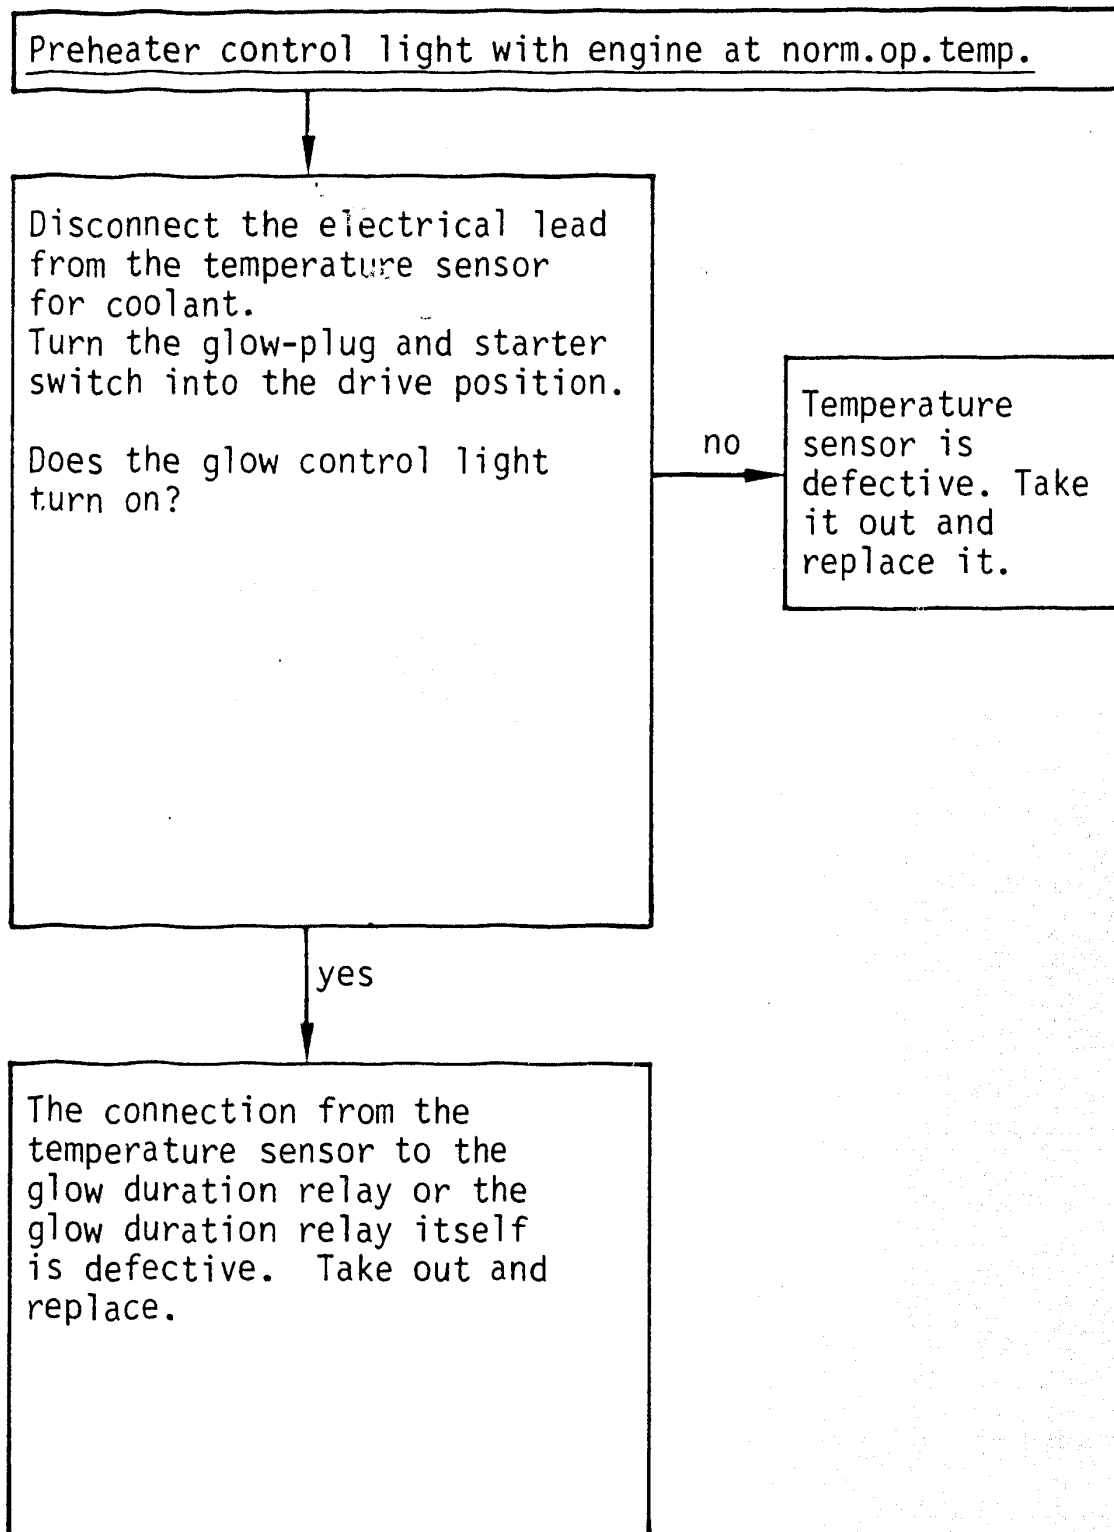 Preheater control light with engine at norm.op.temp.
Disconnect the electrical lead
from the temperature sensor
for coolant.
Turn the glow-plug and starter
switch into the drive position.
Does the glow control light
turn on?
no
Temperature
sensor is
defective. Take
it out and
replace it.
yes
The connection from the
temperature sensor to the
glow duration relay or the
glow duration relay itself
is defective. Take out and
replace.